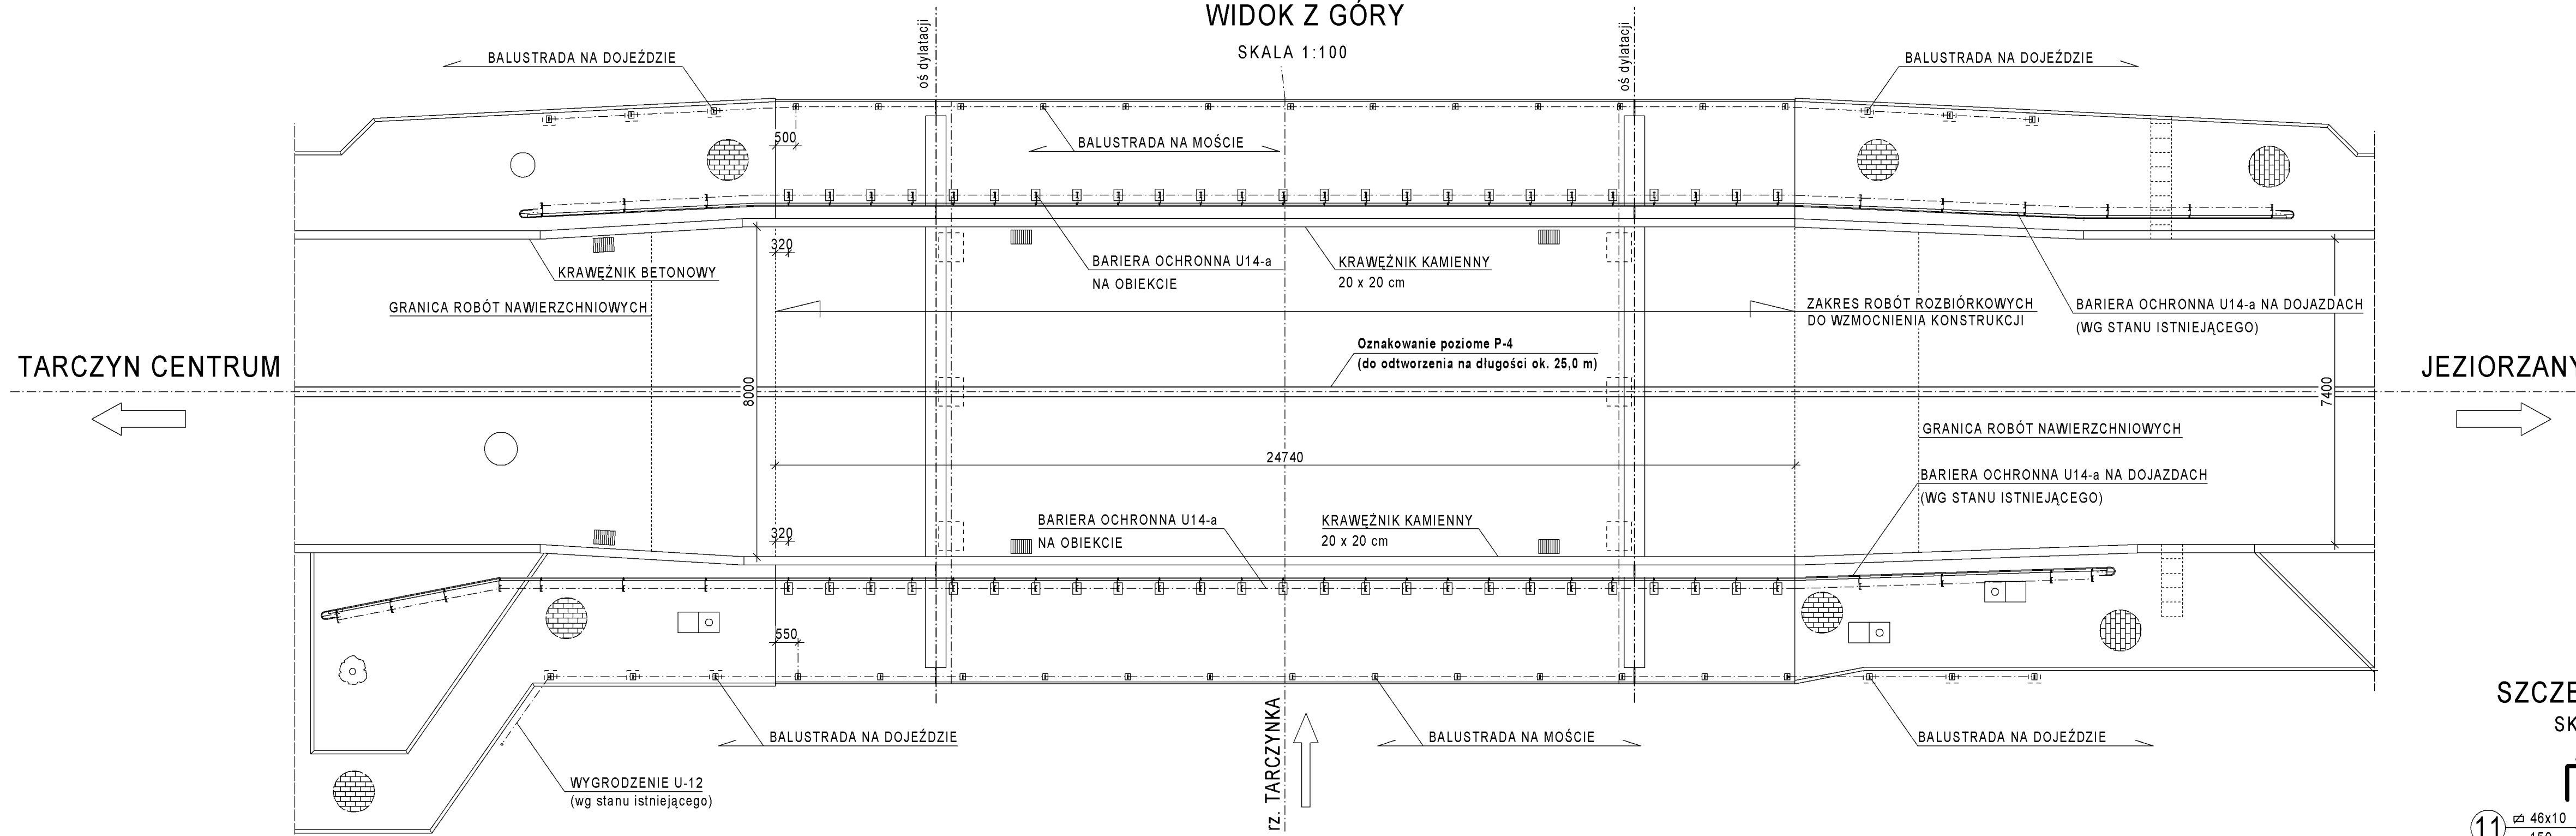 WIDOK Z GÓRY
SKALA 1:100
oś dylatacji
oś dylatacji
BALUSTRADA NA DOJEŹDZIE
BALUSTRADA NA DOJEŹDZIE
500
BALUSTRADA NA MOŚCIE
320
KRAWĘŻNIK BETONOWY
BARIERA OCHRONNA U14-a
NA OBIEKCIE
KRAWĘŻNIK KAMIENNY
20 x 20 cm
GRANICA ROBÓT NAWIERZCHNIOWYCH
ZAKRES ROBÓT ROZBIÓRKOWYCH
DO WZMOCNIENIA KONSTRUKCJI
BARIERA OCHRONNA U14-a NA DOJAZDACH
(WG STANU ISTNIEJĄCEGO)
Oznakowanie poziome P-4
(do odtworzenia na długości ok. 25,0 m)
TARCZYN CENTRUM
JEZIORZANY
8000
7400
GRANICA ROBÓT NAWIERZCHNIOWYCH
24740
BARIERA OCHRONNA U14-a NA DOJAZDACH
(WG STANU ISTNIEJĄCEGO)
320
BARIERA OCHRONNA U14-a
NA OBIEKCIE
KRAWĘŻNIK KAMIENNY
20 x 20 cm
550
BALUSTRADA NA DOJEŹDZIE
rz. TARCZYNKA
BALUSTRADA NA MOŚCIE
BALUSTRADA NA DOJEŹDZIE
WYGRODZENIE U-12
(wg stanu istniejącego)
SZCZE
SK
11
46x10